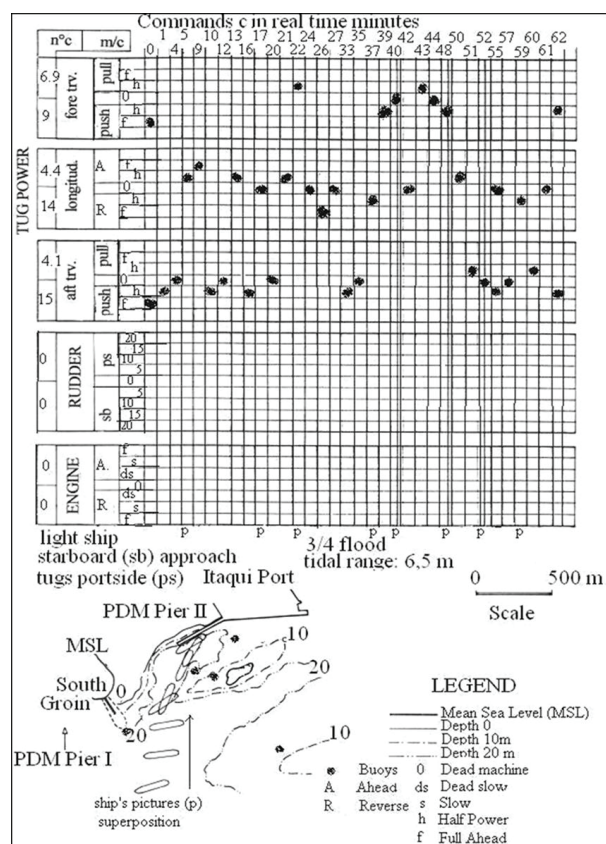 Commands c in real time minutes
n°c m/c
1 5 9 13 17 21 24 28 35 38 42 44 50 52 54 60 62
0 4 8 12 16 20 22 26 33 37 39 40 43 46 48 51 53 55 59 61
TUG POWER
6.9
9
fore trv.
pull
push
f
h
0
h
f
4.4
14
longitud.
A
R
f
h
0
h
f
4.1
15
aft trv.
pull
push
f
h
0
h
f
0
0
RUDDER
ps
sb
20
15
10
5
0
5
10
15
20
0
0
ENGINE
A.
R
f
s
ds
0
ds
s
f
p p p p p p p p
light ship
starboard (sb) approach
tugs portside (ps)
3/4 flood
tidal range: 6,5 m
0 500 m
Scale
Itaqui Port
PDM Pier II
MSL
South
Groin
0
20
10
20
10
PDM Pier I
ship's pictures (p)
superposition
LEGEND
Mean Sea Level (MSL)
Depth 0
Depth 10m
Depth 20 m
Buoys 0 Dead machine
A Ahead ds Dead slow
R Reverse s Slow
h Half Power
f Full Ahead